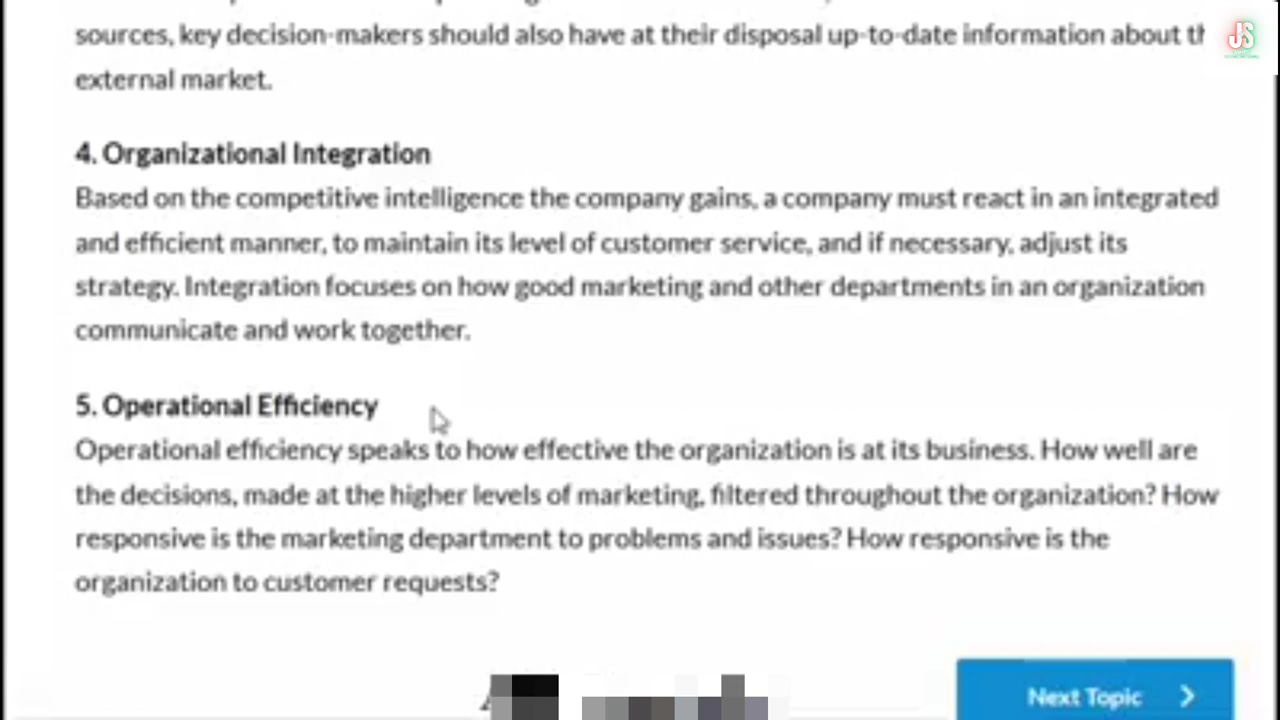 sources, key decision-makers should also have at their disposal up-to-date information about th
external market.
4. Organizational Integration
Based on the competitive intelligence the company gains, a company must react in an integrated
and efficient manner, to maintain its level of customer service, and if necessary, adjust its
strategy. Integration focuses on how good marketing and other departments in an organization
communicate and work together.
5. Operational Efficiency
Operational efficiency speaks to how effective the organization is at its business. How well are
the decisions, made at the higher levels of marketing, filtered throughout the organization? How
responsive is the marketing department to problems and issues? How responsive is the
organization to customer requests?
Next Topic
JS